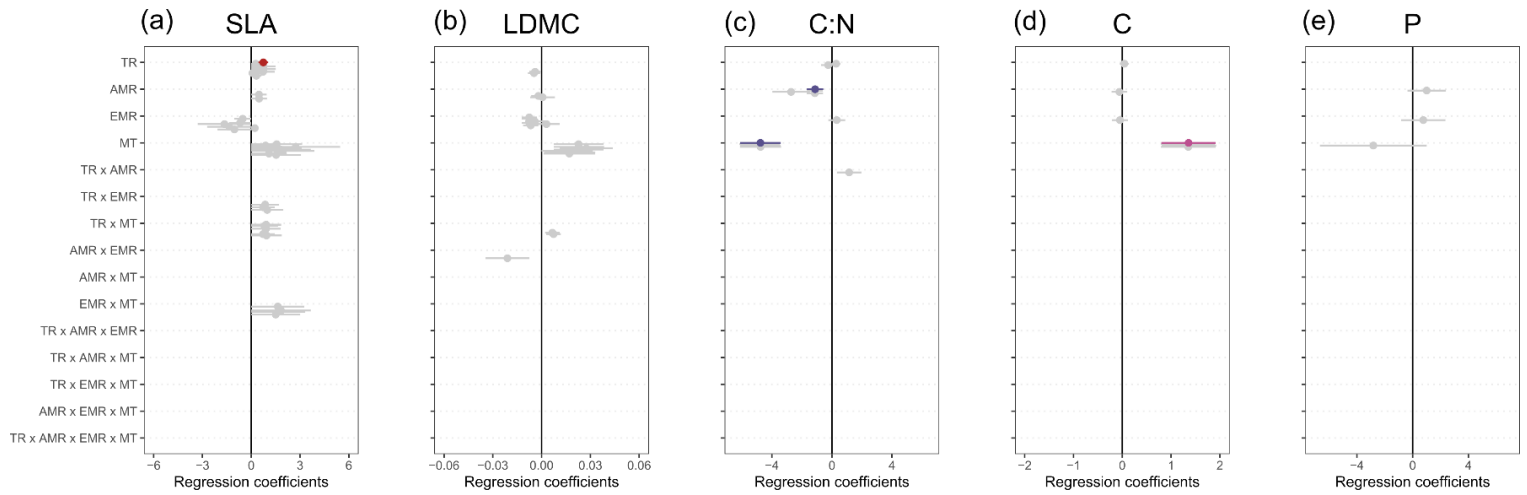 (a) SLA (b) LDMC (c) C:N (d) C (e) P
TR
AMR
EMR
MT
TR x AMR
TR x EMR
TR x MT
AMR x EMR
AMR x MT
EMR x MT
TR x AMR x EMR
TR x AMR x MT
TR x EMR x MT
AMR x EMR x MT
TR x AMR x EMR x MT
−6 −3 0 3 6 −0.06 −0.03 0.00 0.03 0.06 −4 0 4 −2 −1 0 1 2 −4 0 4
Regression coefficients Regression coefficients Regression coefficients Regression coefficients Regression coefficients